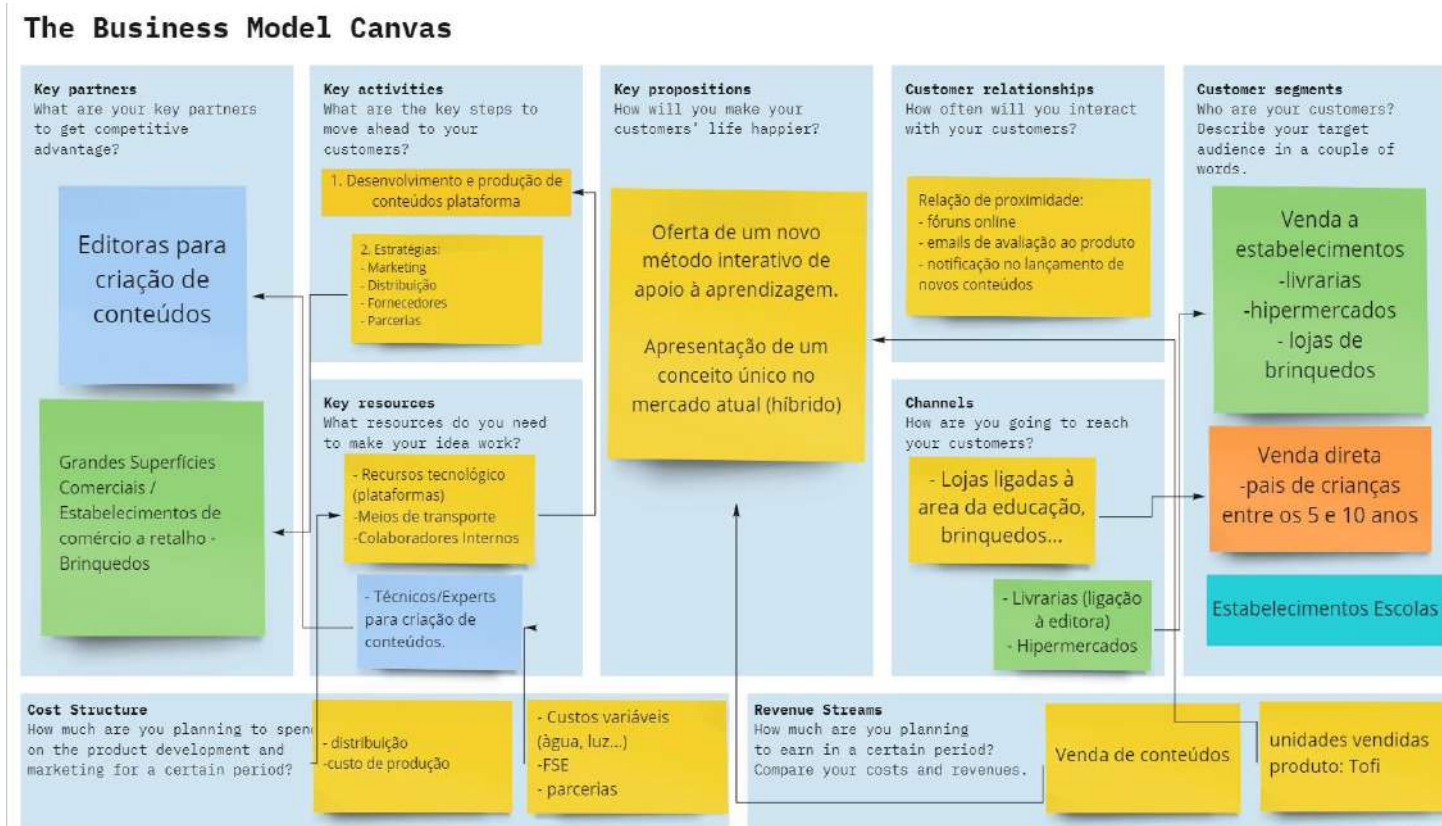 The Business Model Canvas
Key partners
What are your key partners
to get competitive
advantage?
Editoras para
criação de
conteúdos
Grandes Superfícies
Comerciais /
Estabelecimentos de
comércio a retalho -
Brinquedos
Key activities
What are the key steps to
move ahead to your
customers?
1. Desenvolvimento e produção de
conteúdos plataforma
2. Estratégias:
- Marketing
- Distribuição
- Fornecedores
- Parcerias
Key resources
What resources do you need
to make your idea work?
- Recursos tecnológico
(plataformas)
-Meios de transporte
-Colaboradores Internos
- Técnicos/Experts
para criação de
conteúdos.
Key propositions
How will you make your
customers' life happier?
Oferta de um novo
método interativo de
apoio à aprendizagem.
Apresentação de um
conceito único no
mercado atual (híbrido)
Customer relationships
How often will you interact
with your customers?
Relação de proximidade:
- fóruns online
- emails de avaliação ao produto
- notificação no lançamento de
novos conteúdos
Channels
How are you going to reach
your customers?
- Lojas ligadas à
area da educação,
brinquedos...
- Livrarias (ligação
à editora)
- Hipermercados
Customer segments
Who are your customers?
Describe your target
audience in a couple of
words.
Venda a
estabelecimentos
-livrarias
-hipermercados
- lojas de
brinquedos
Venda direta
-pais de crianças
entre os 5 e 10 anos
Estabelecimentos Escolas
Cost Structure
How much are you planning to spen
on the product development and
marketing for a certain period?
- distribuição
-custo de produção
- Custos variáveis
(àgua, luz...)
-FSE
- parcerias
Revenue Streams
How much are you planning
to earn in a certain period?
Compare your costs and revenues.
Venda de conteúdos
unidades vendidas
produto: Tofi